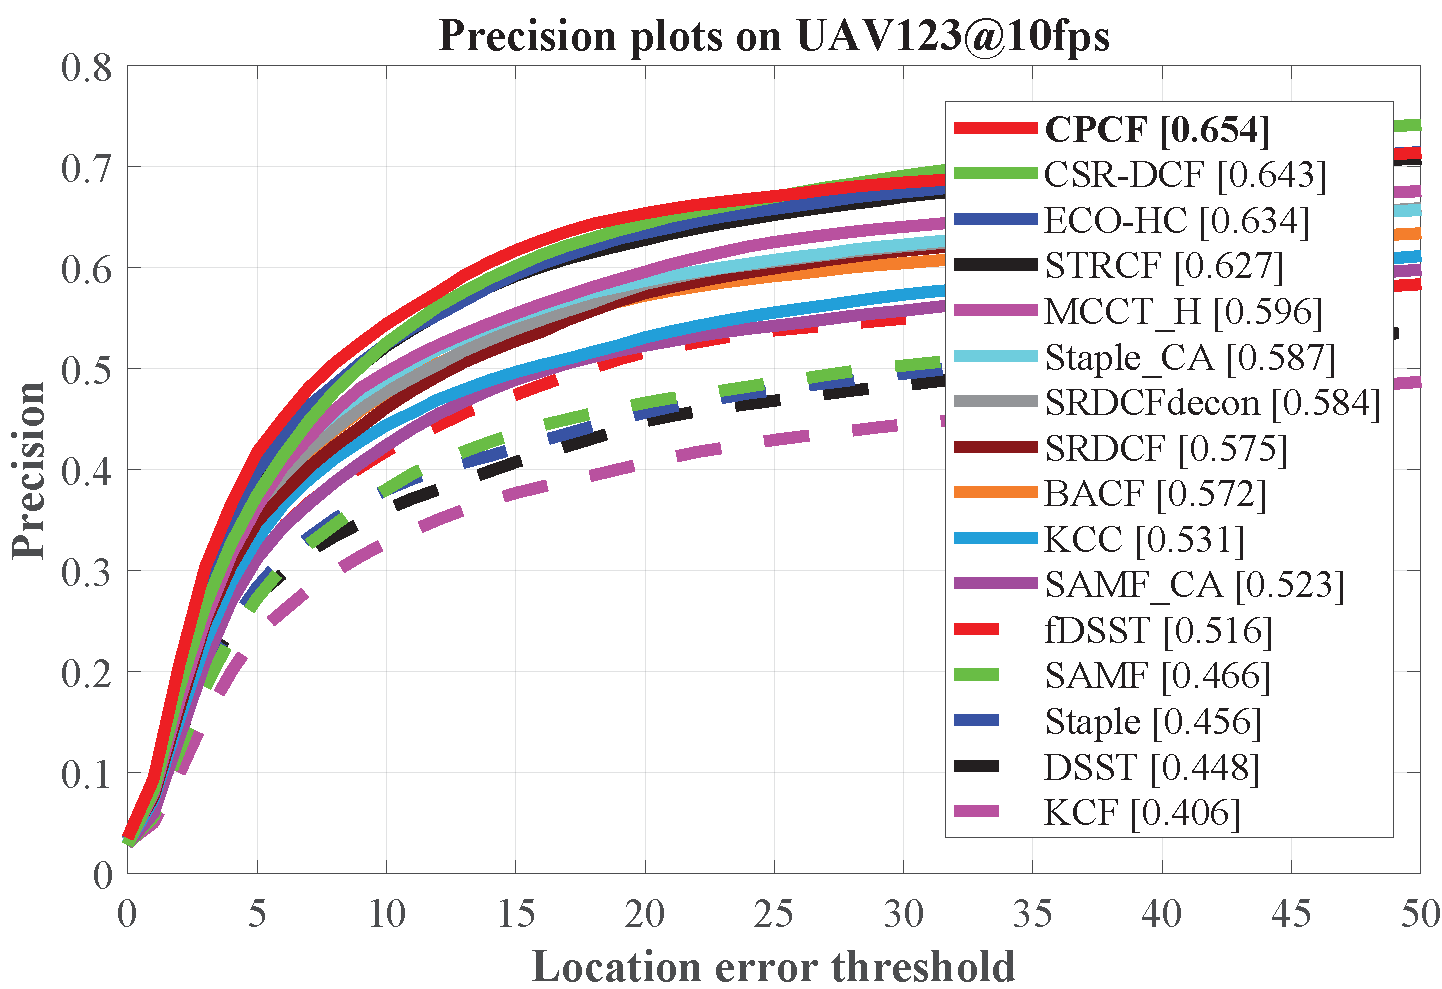 Precision plots on UAV123@10fps
0.8
0.7
0.6
0.5
0.4
0.3
0.2
0.1
0
Precision
CPCF [0.654]
CSR-DCF [0.643]
ECO-HC [0.634]
STRCF [0.627]
MCCT_H [0.596]
Staple_CA [0.587]
SRDCFdecon [0.584]
SRDCF [0.575]
BACF [0.572]
KCC [0.531]
SAMF_CA [0.523]
fDSST [0.516]
SAMF [0.466]
Staple [0.456]
DSST [0.448]
KCF [0.406]
0 5 10 15 20 25 30 35 40 45 50
Location error threshold